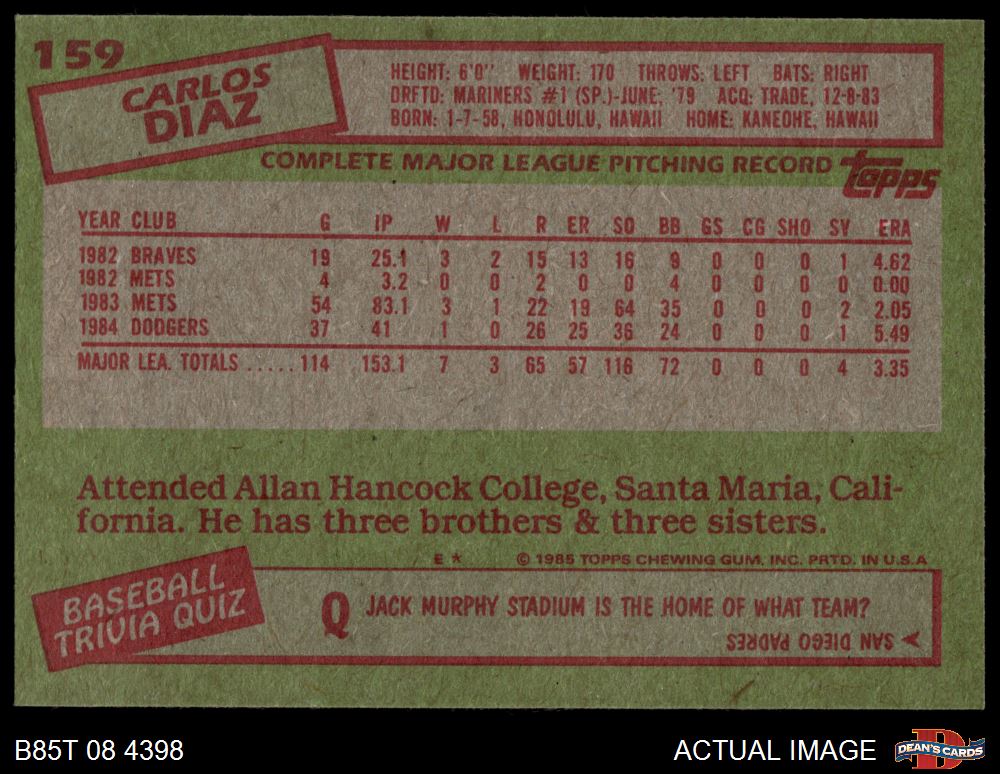 159
CARLOS
DIAZ
HEIGHT: 6'0" WEIGHT: 170 THROWS: LEFT BATS: RIGHT
DRFTD: MARINERS #1 (SP.)-JUNE, '79 ACQ: TRADE, 12-8-83
BORN: 1-7-58, HONOLULU, HAWAII HOME: KANEOHE, HAWAII
COMPLETE MAJOR LEAGUE PITCHING RECORD topps
YEAR CLUB G IP W L R ER SO BB GS CG SHO SV ERA
1982 BRAVES 19 25.1 3 2 15 13 16 9 0 0 0 1 4.62
1982 METS 4 3.2 0 0 2 0 0 4 0 0 0 0 0.00
1983 METS 54 83.1 3 1 22 19 64 35 0 0 0 2 2.05
1984 DODGERS 37 41 1 0 26 25 36 24 0 0 0 1 5.49
MAJOR LEA. TOTALS ..... 114 153.1 7 3 65 57 116 72 0 0 0 4 3.35
Attended Allan Hancock College, Santa Maria, Cali-
fornia. He has three brothers & three sisters.
E * © 1985 TOPPS CHEWING GUM, INC. PRTD. IN U.S.A
BASEBALL
TRIVIA QUIZ
Q JACK MURPHY STADIUM IS THE HOME OF WHAT TEAM?
SAN DIEGO PADRES
B85T 08 4398
ACTUAL IMAGE
D
DEAN'S CARDS